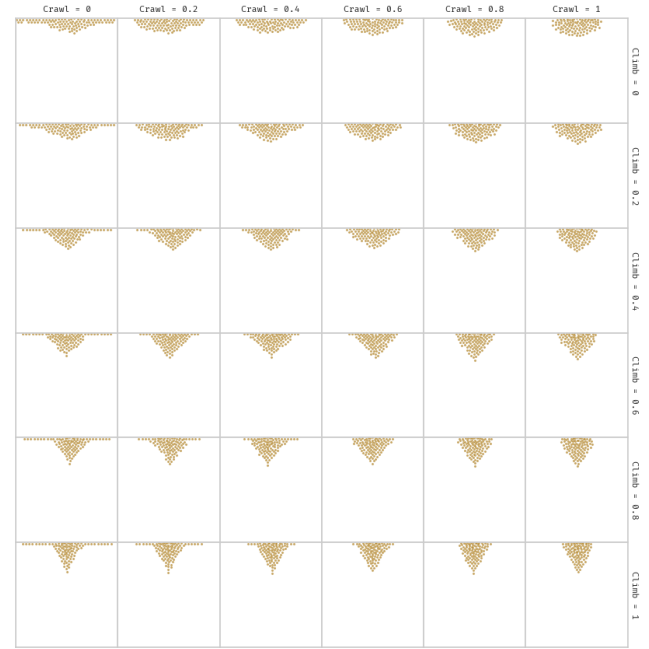 Crawl = 0
Crawl = 0.2
Crawl = 0.4
Crawl = 0.6
Crawl = 0.8
rawl = 1
Climb = 0
Climb = 0.2
Climb = 0.4
Climb = 0.6
Climb = 0.8
Climb = 1